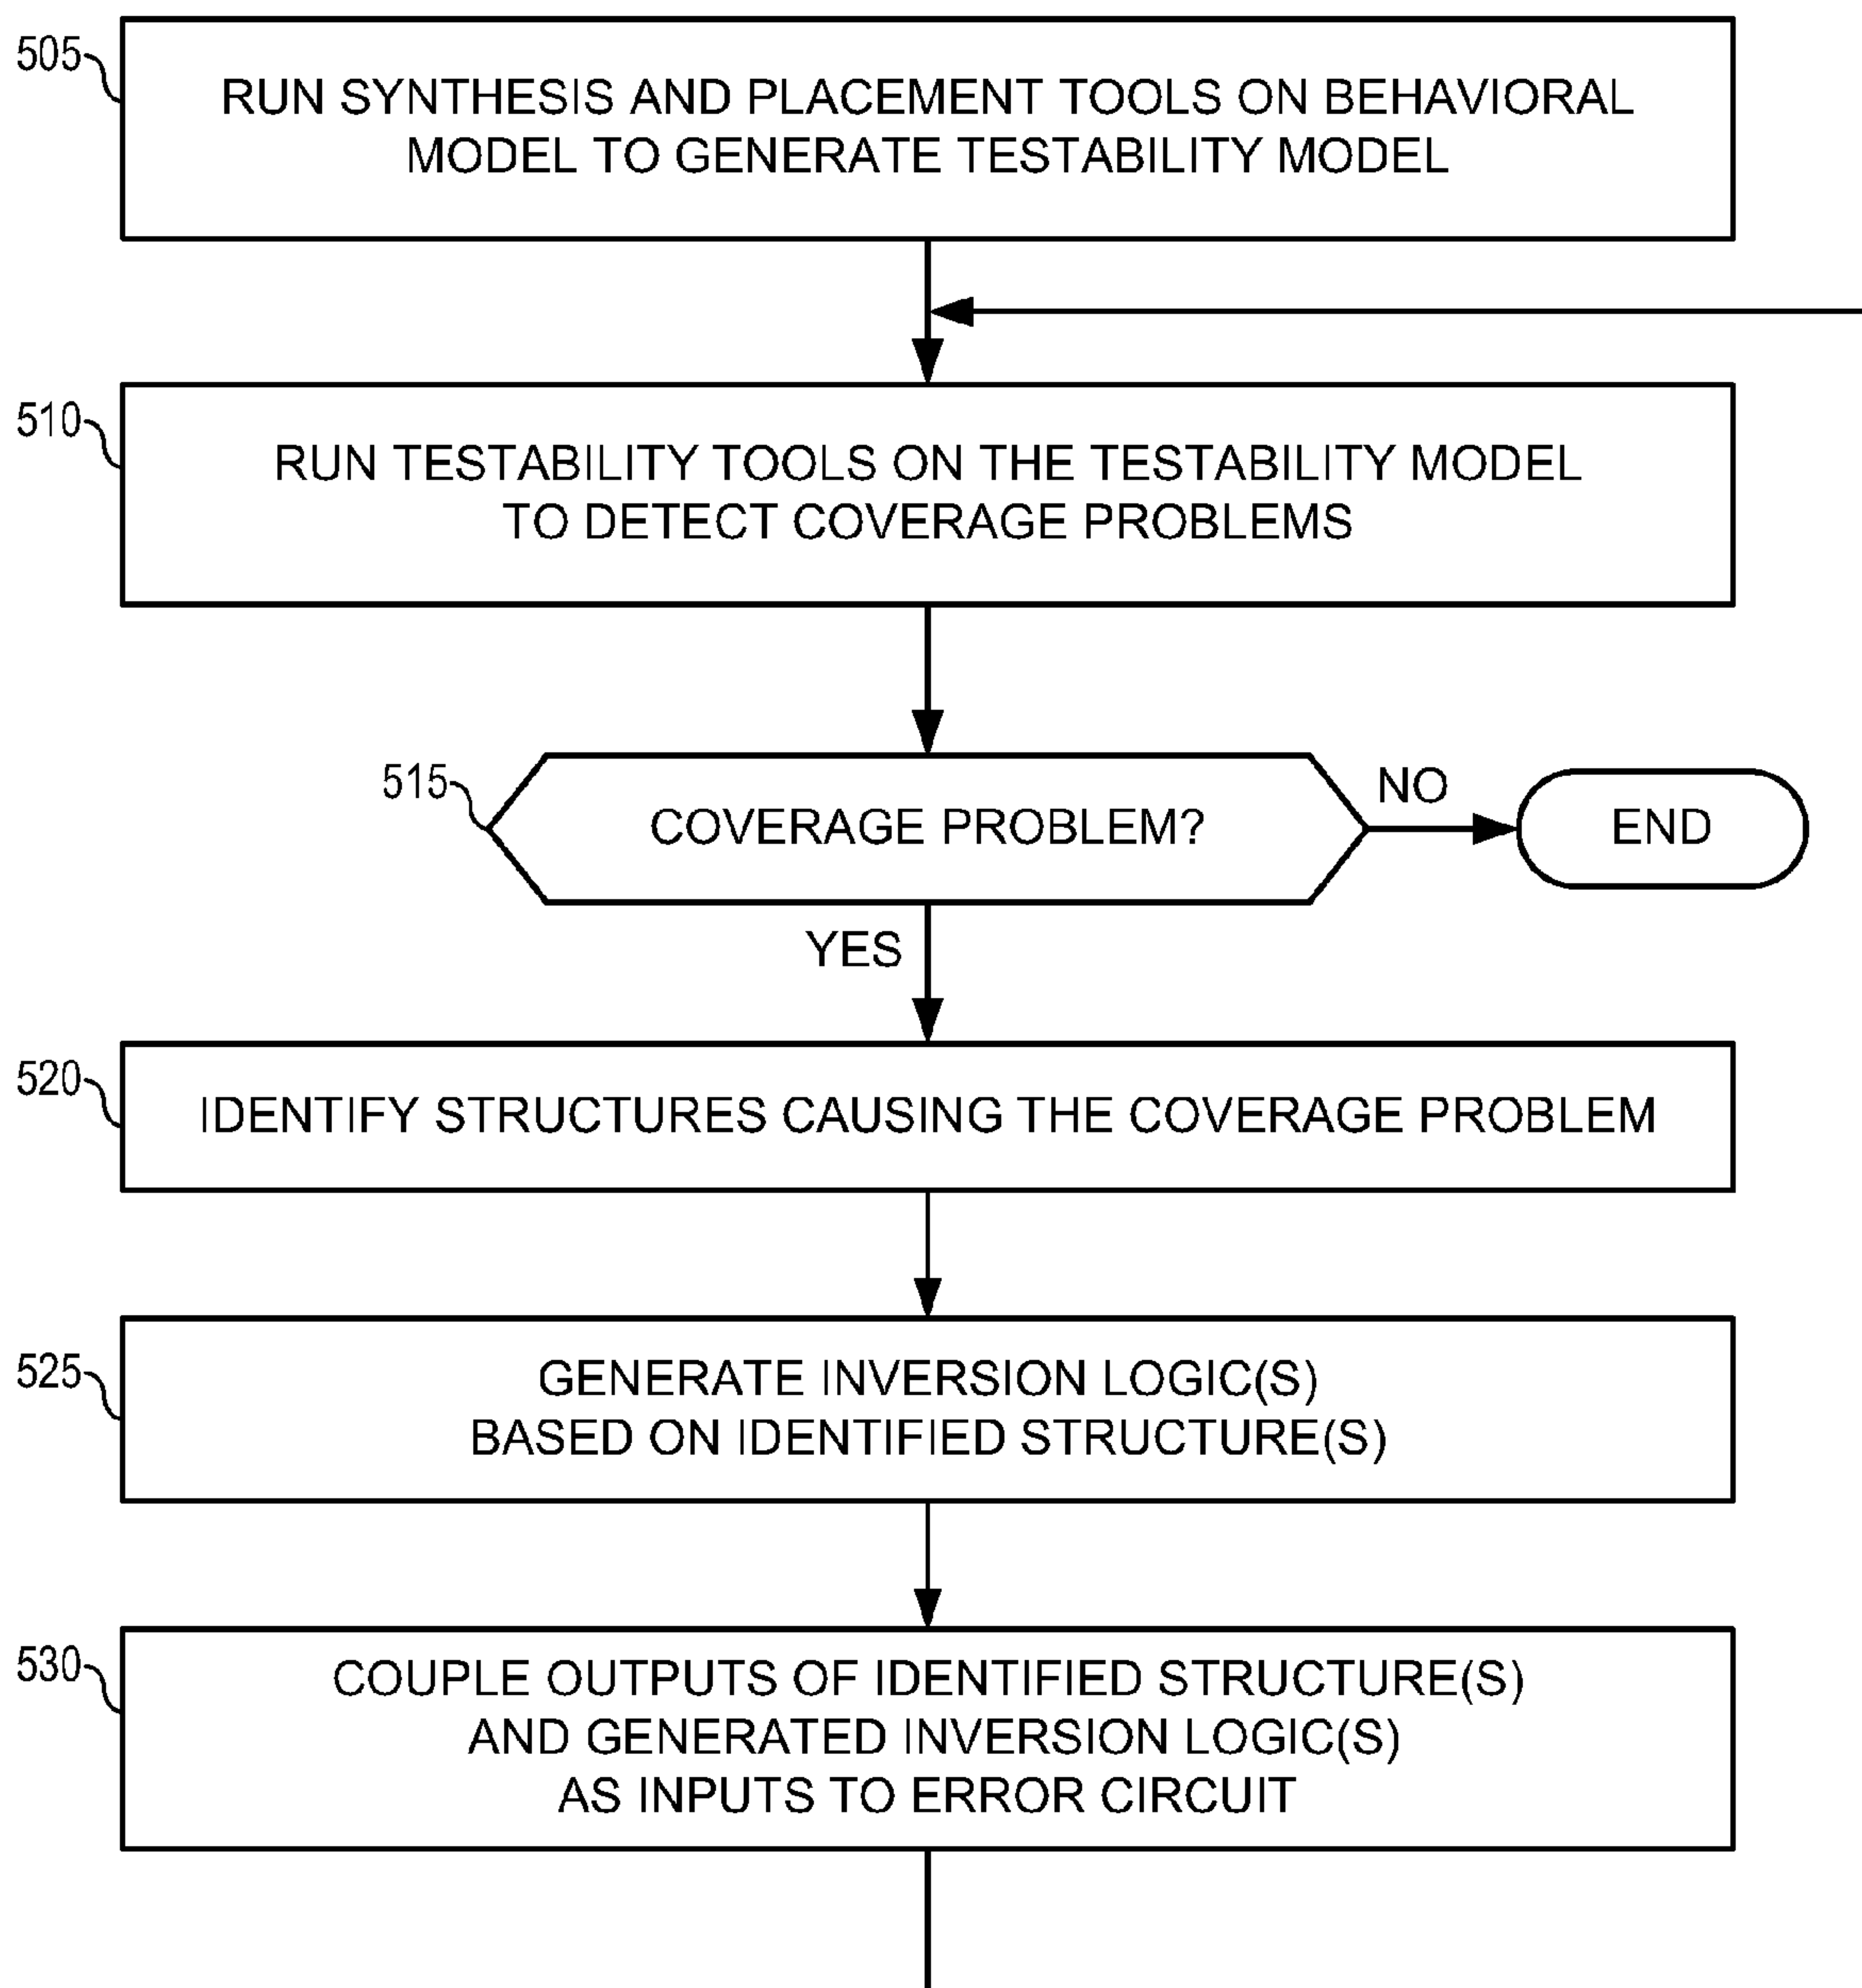 505
RUN SYNTHESIS AND PLACEMENT TOOLS ON BEHAVIORAL
MODEL TO GENERATE TESTABILITY MODEL
510
RUN TESTABILITY TOOLS ON THE TESTABILITY MODEL
TO DETECT COVERAGE PROBLEMS
515
COVERAGE PROBLEM?
NO
END
YES
520
IDENTIFY STRUCTURES CAUSING THE COVERAGE PROBLEM
525
GENERATE INVERSION LOGIC(S)
BASED ON IDENTIFIED STRUCTURE(S)
530
COUPLE OUTPUTS OF IDENTIFIED STRUCTURE(S)
AND GENERATED INVERSION LOGIC(S)
AS INPUTS TO ERROR CIRCUIT